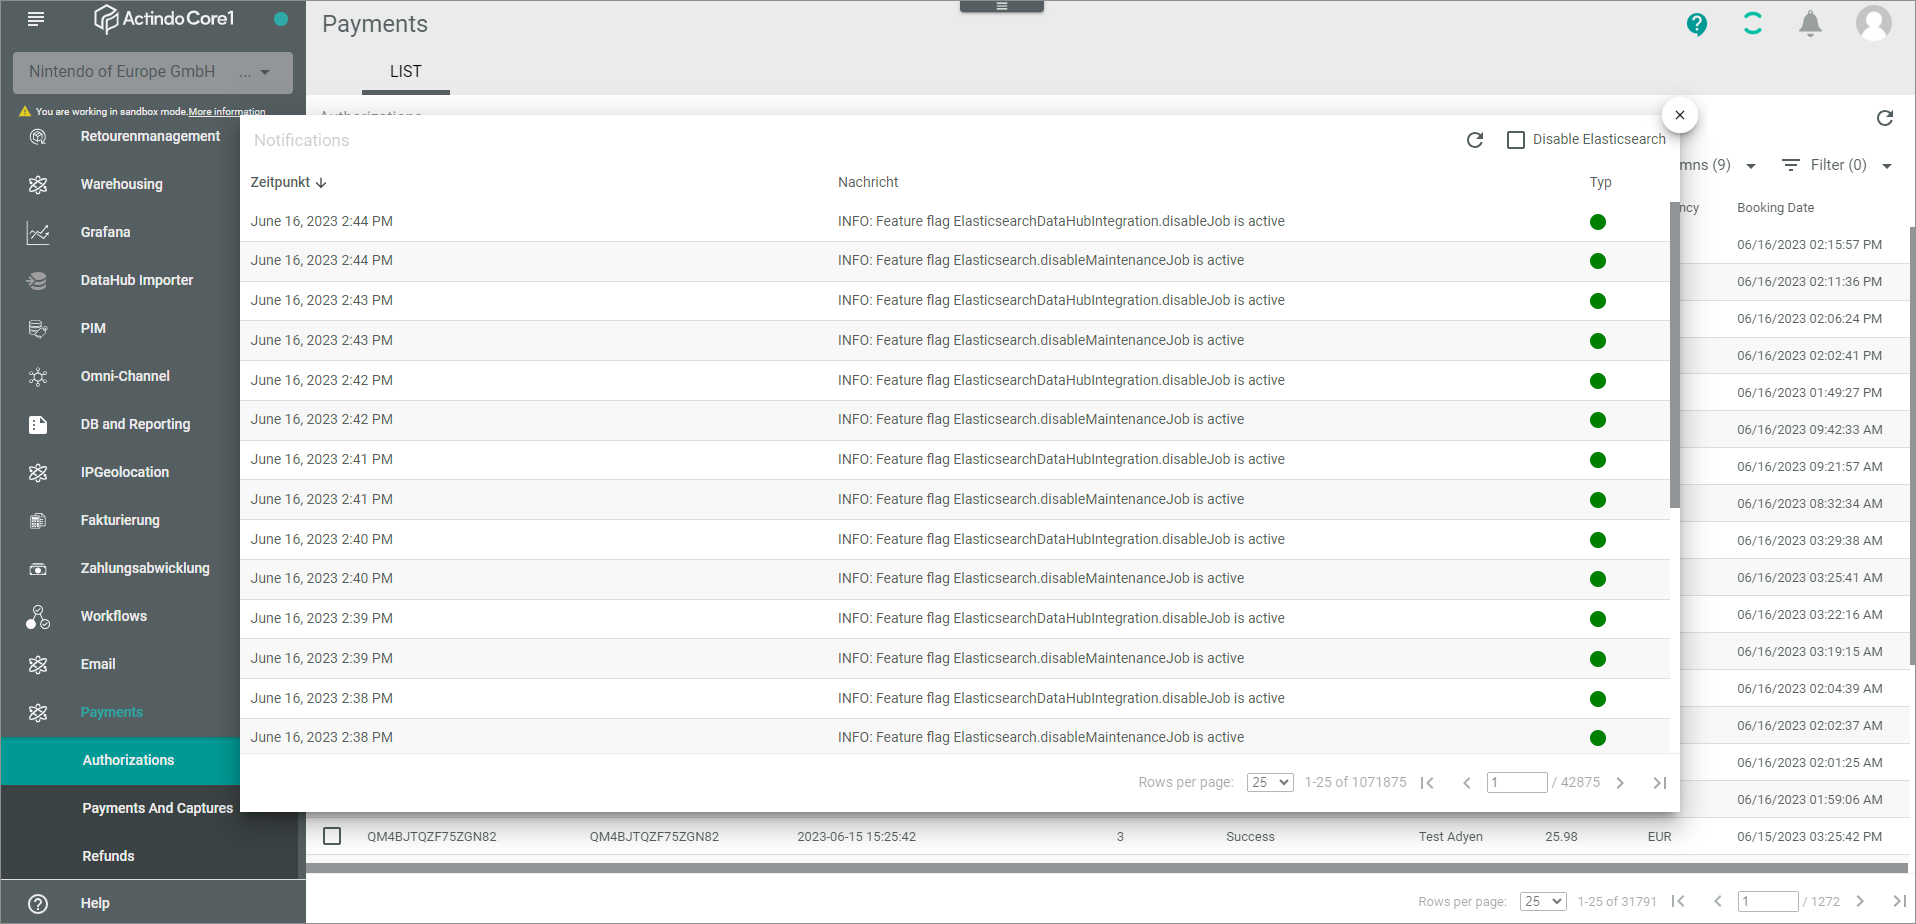 Actindo Core1
Payments
Nintendo of Europe GmbH ...
LIST
You are working in sandbox mode. More information
Retourenmanagement
Warehousing
Grafana
DataHub Importer
PIM
Omni-Channel
DB and Reporting
IPGeolocation
Fakturierung
Zahlungsabwicklung
Workflows
Email
Payments
Authorizations
Payments And Captures
Refunds
Help
Notifications
Disable Elasticsearch
Zeitpunkt Nachricht Typ
June 16, 2023 2:44 PM INFO: Feature flag ElasticsearchDataHubIntegration.disableJob is active
June 16, 2023 2:44 PM INFO: Feature flag Elasticsearch.disableMaintenanceJob is active
June 16, 2023 2:43 PM INFO: Feature flag ElasticsearchDataHubIntegration.disableJob is active
June 16, 2023 2:43 PM INFO: Feature flag Elasticsearch.disableMaintenanceJob is active
June 16, 2023 2:42 PM INFO: Feature flag ElasticsearchDataHubIntegration.disableJob is active
June 16, 2023 2:42 PM INFO: Feature flag Elasticsearch.disableMaintenanceJob is active
June 16, 2023 2:41 PM INFO: Feature flag ElasticsearchDataHubIntegration.disableJob is active
June 16, 2023 2:41 PM INFO: Feature flag Elasticsearch.disableMaintenanceJob is active
June 16, 2023 2:40 PM INFO: Feature flag ElasticsearchDataHubIntegration.disableJob is active
June 16, 2023 2:40 PM INFO: Feature flag Elasticsearch.disableMaintenanceJob is active
June 16, 2023 2:39 PM INFO: Feature flag ElasticsearchDataHubIntegration.disableJob is active
June 16, 2023 2:39 PM INFO: Feature flag Elasticsearch.disableMaintenanceJob is active
June 16, 2023 2:38 PM INFO: Feature flag ElasticsearchDataHubIntegration.disableJob is active
June 16, 2023 2:38 PM INFO: Feature flag Elasticsearch.disableMaintenanceJob is active
Rows per page: 25 1-25 of 1071875 1 / 42875
mns (9) Filter (0)
ncy Booking Date
06/16/2023 02:15:57 PM
06/16/2023 02:11:36 PM
06/16/2023 02:06:24 PM
06/16/2023 02:02:41 PM
06/16/2023 01:49:27 PM
06/16/2023 09:42:33 AM
06/16/2023 09:21:57 AM
06/16/2023 08:32:34 AM
06/16/2023 03:29:38 AM
06/16/2023 03:25:41 AM
06/16/2023 03:22:16 AM
06/16/2023 03:19:15 AM
06/16/2023 02:04:39 AM
06/16/2023 02:02:37 AM
06/16/2023 02:01:25 AM
06/16/2023 01:59:06 AM
QM4BJTQZF75ZGN82 QM4BJTQZF75ZGN82 2023-06-15 15:25:42 3 Success Test Adyen 25.98 EUR 06/15/2023 03:25:42 PM
Rows per page: 25 1-25 of 31791 1 / 1272